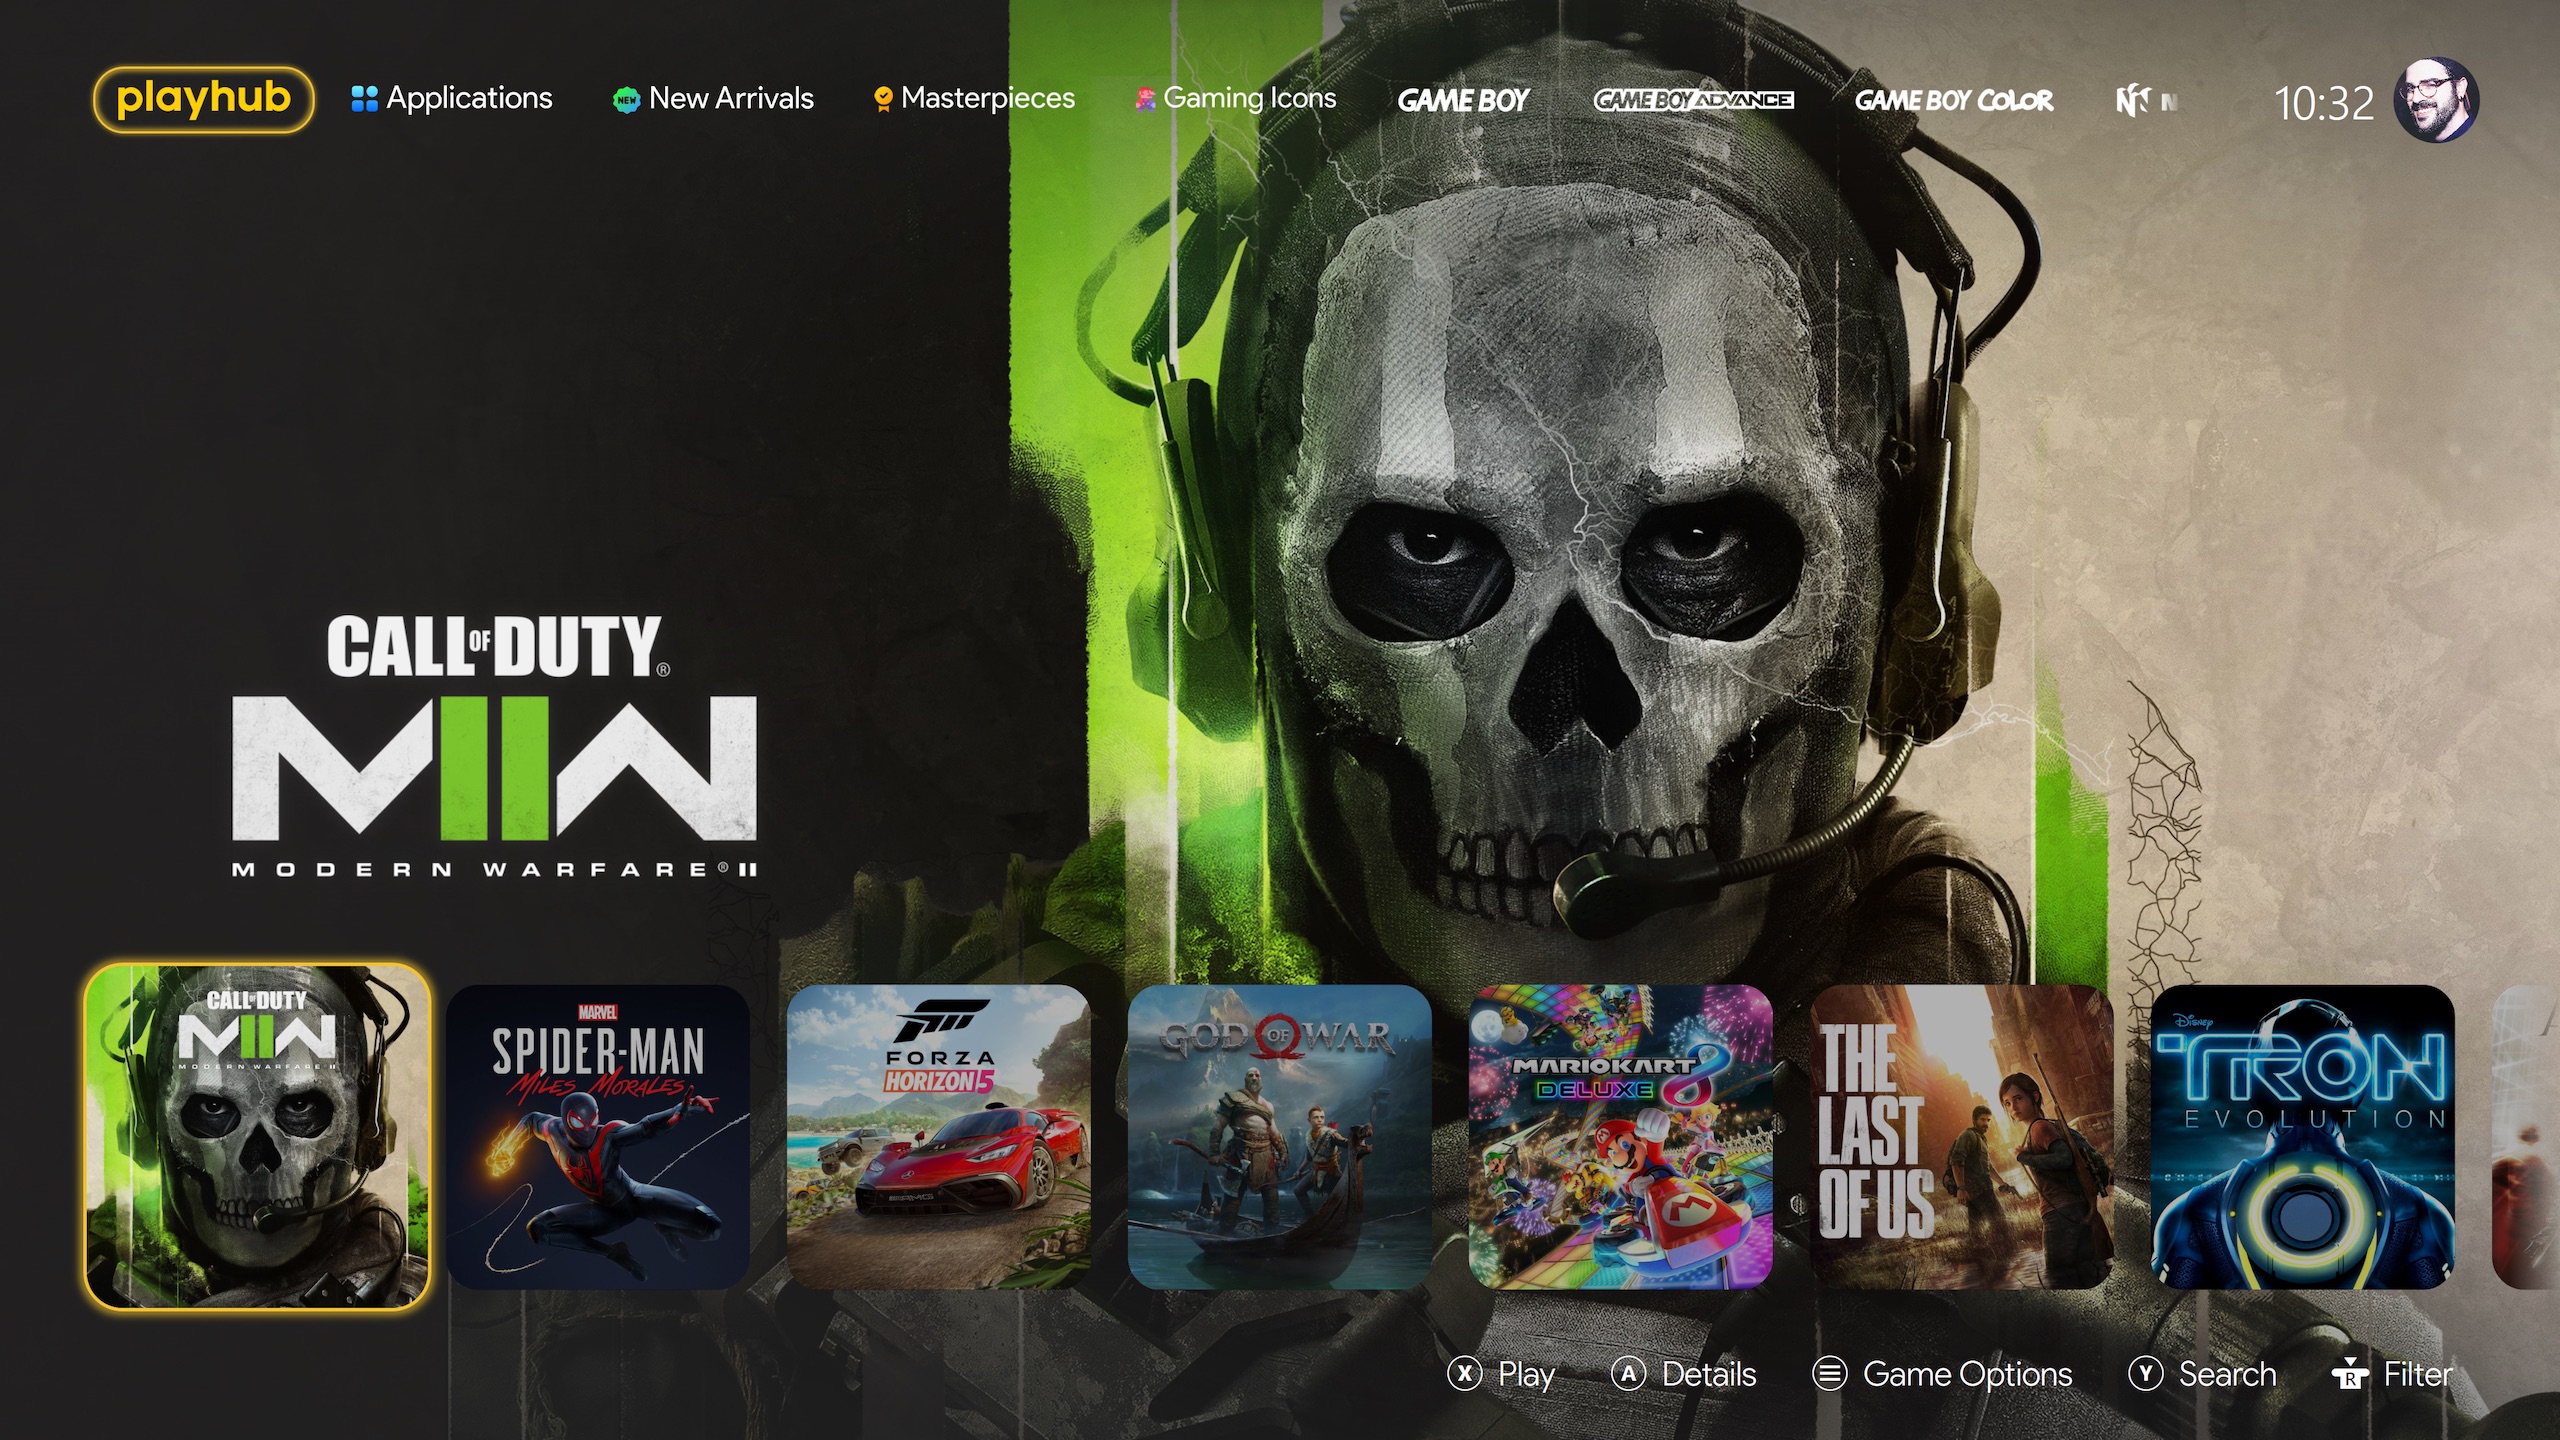 playhub
Applications
NEW
New Arrivals
Masterpieces
Gaming Icons
GAME BOY
GAME BOY ADVANCE
GAME BOY COLOR
N
10:32
CALL OF DUTY®
MIIW
MODERN WARFARE® II
CALL OF DUTY
MIIW
MODERN WARFARE II
MARVEL
SPIDER-MAN
MILES MORALES
FORZA
HORIZON 5
GOD OF WAR
MARIOKART 8
DELUXE
M
THE
LAST
OF US
Disney
TRON
EVOLUTION
X Play
A Details
Game Options
Y Search
R Filter